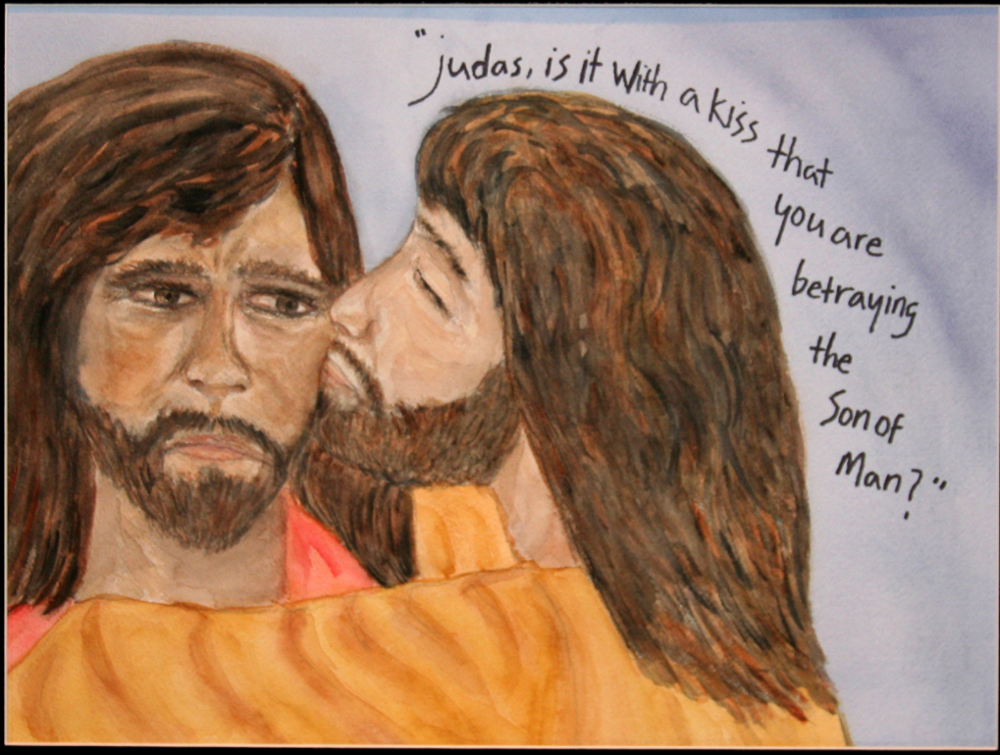 "judas, is it with a kiss that
you are
betraying
the
Son of
Man?"